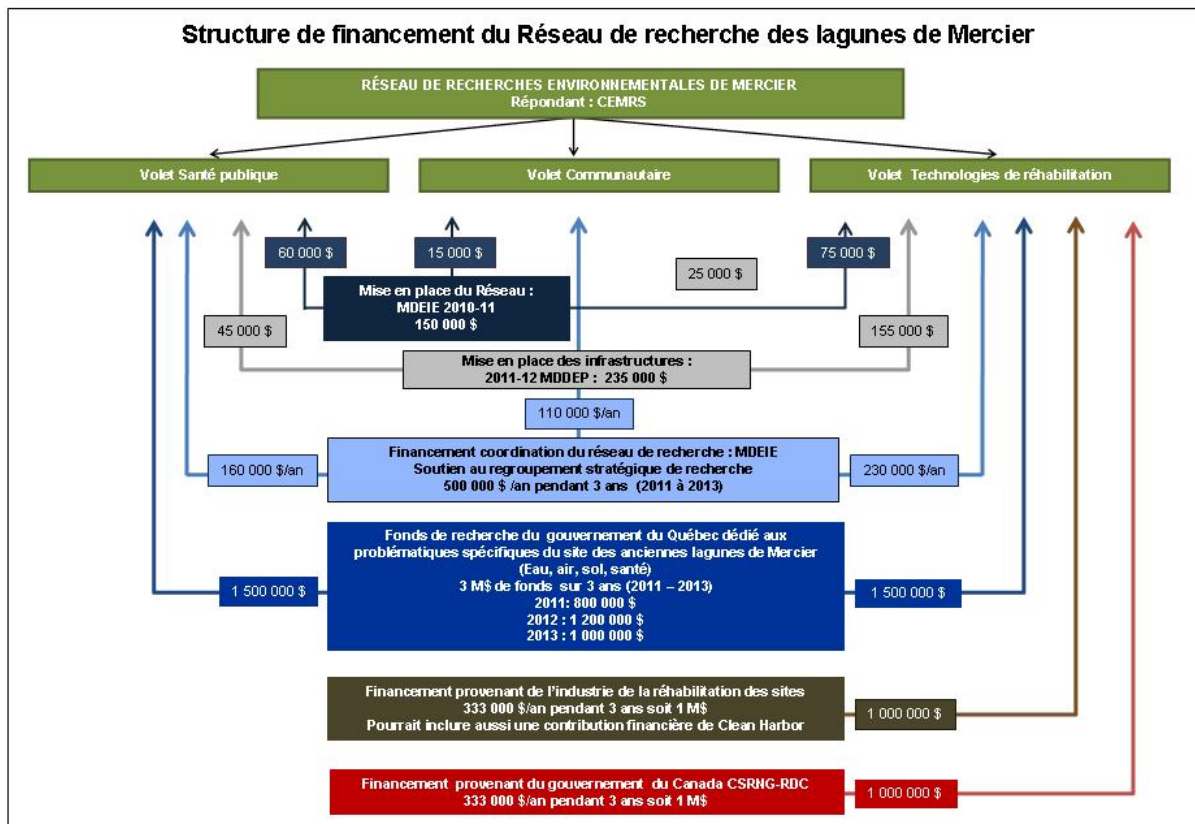 Structure de financement du Réseau de recherche des lagunes de Mercier
RÉSEAU DE RECHERCHES ENVIRONNEMENTALES DE MERCIER
Répondant : CEMRS
Volet Santé publique
Volet Communautaire
Volet Technologies de réhabilitation
60 000 $
15 000 $
75 000 $
25 000 $
Mise en place du Réseau :
MDEIE 2010-11
150 000 $
45 000 $
155 000 $
Mise en place des infrastructures :
2011-12 MDDEP : 235 000 $
110 000 $/an
Financement coordination du réseau de recherche : MDEIE
Soutien au regroupement stratégique de recherche
500 000 $ /an pendant 3 ans (2011 à 2013)
160 000 $/an
230 000 $/an
Fonds de recherche du gouvernement du Québec dédié aux
problématiques spécifiques du site des anciennes lagunes de Mercier
(Eau, air, sol, santé)
3 M$ de fonds sur 3 ans (2011 – 2013)
2011: 800 000 $
2012 : 1 200 000 $
2013 : 1 000 000 $
1 500 000 $
1 500 000 $
Financement provenant de l'industrie de la réhabilitation des sites
333 000 $/an pendant 3 ans soit 1 M$
Pourrait inclure aussi une contribution financière de Clean Harbor
1 000 000 $
Financement provenant du gouvernement du Canada CSRNG-RDC
333 000 $/an pendant 3 ans soit 1 M$
1 000 000 $